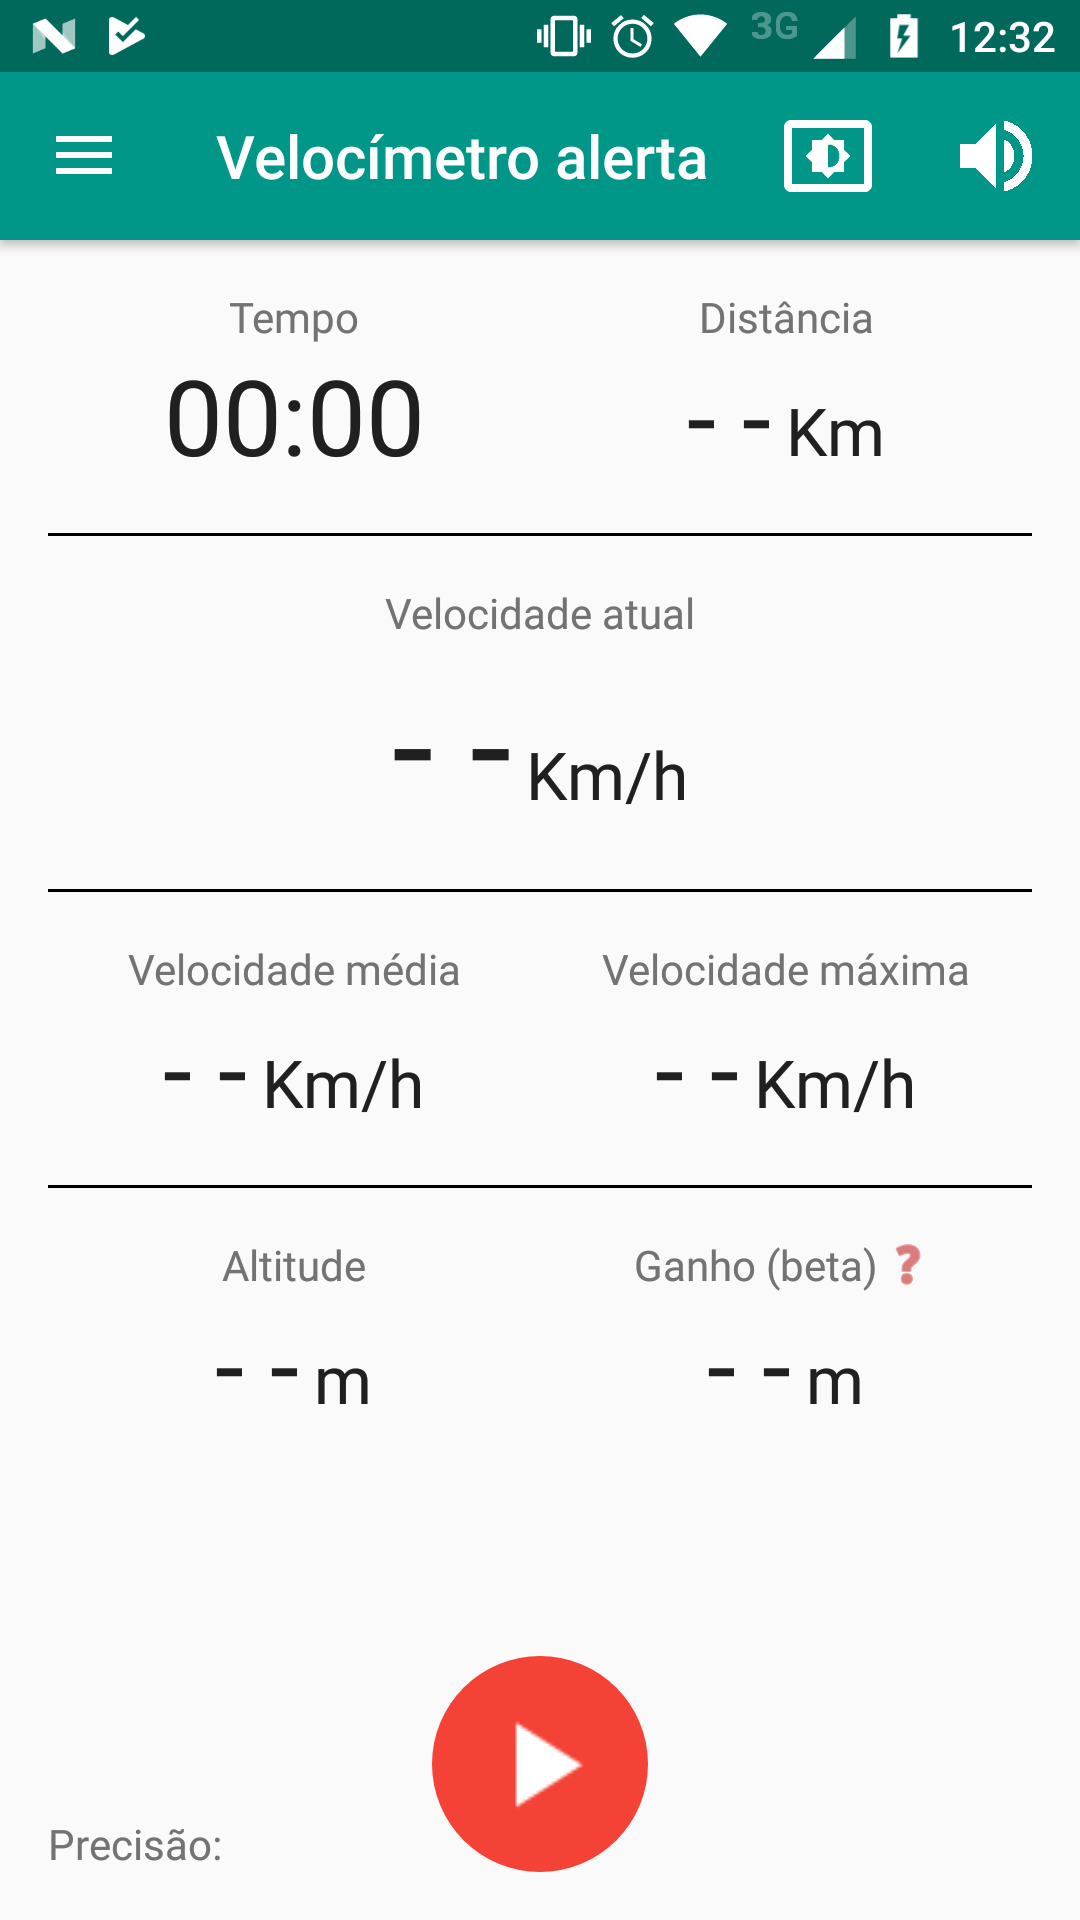 3G 12:32
Velocímetro alerta
Tempo Distância
00:00 - - Km
Velocidade atual
- - Km/h
Velocidade média Velocidade máxima
- - Km/h - - Km/h
Altitude Ganho (beta) ?
- - m - - m
Precisão: